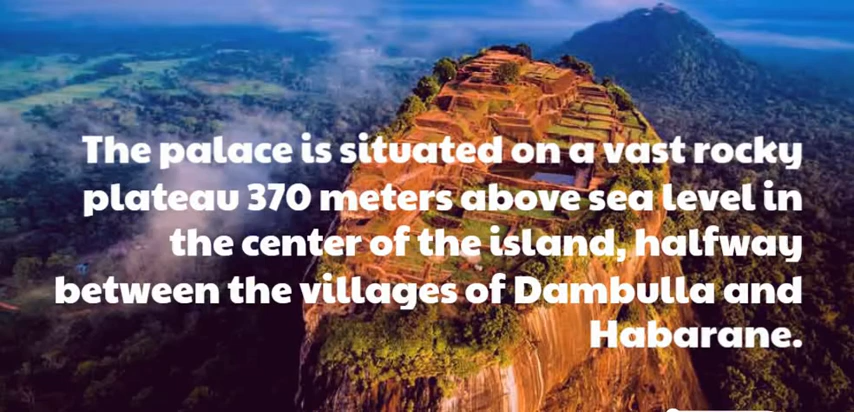 The palace is situated on a vast rocky
plateau 370 meters above sea level in
the center of the island, halfway
between the villages of Dambulla and
Habarane.